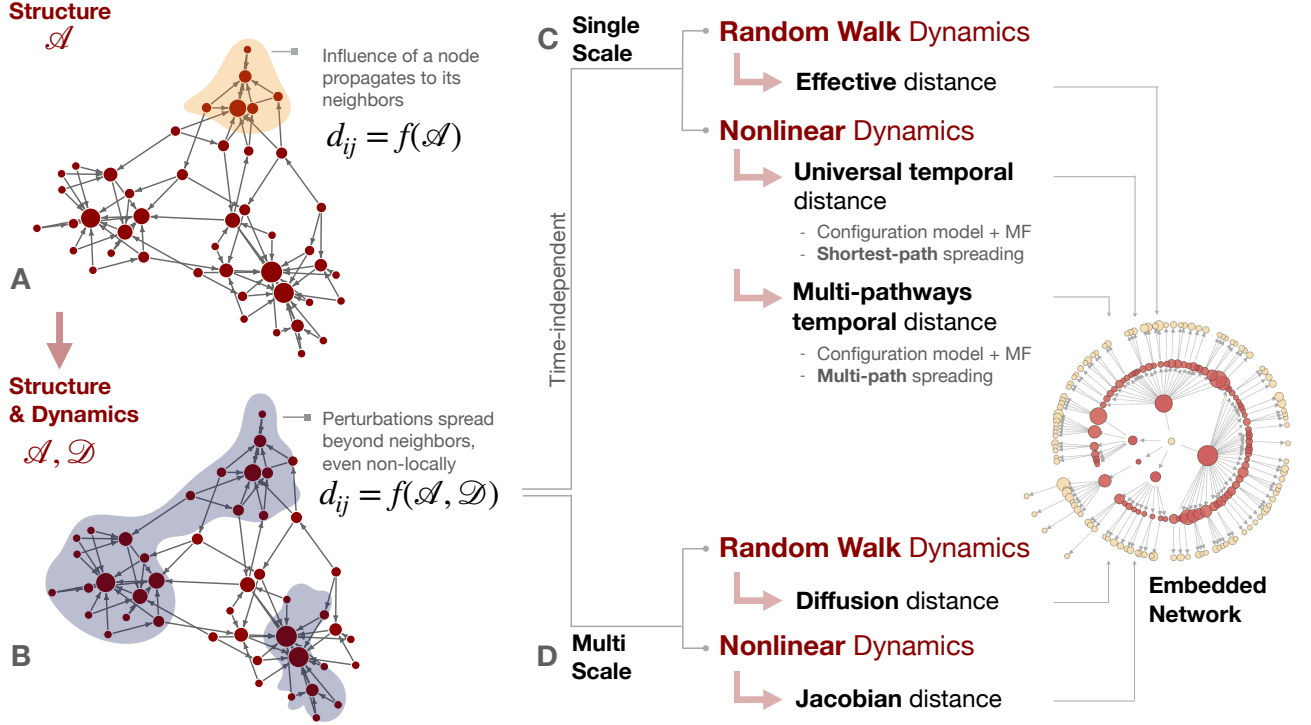 Structure
𝒜
Influence of a node
propagates to its
neighbors
d_ij = f(𝒜)
A
Structure
& Dynamics
𝒜, 𝒟
Perturbations spread
beyond neighbors,
even non-locally
d_ij = f(𝒜, 𝒟)
B
Time-independent
C
Single
Scale
Random Walk Dynamics
Effective distance
Nonlinear Dynamics
Universal temporal
distance
- Configuration model + MF
- Shortest-path spreading
Multi-pathways
temporal distance
- Configuration model + MF
- Multi-path spreading
D
Multi
Scale
Random Walk Dynamics
Diffusion distance
Nonlinear Dynamics
Jacobian distance
Embedded
Network